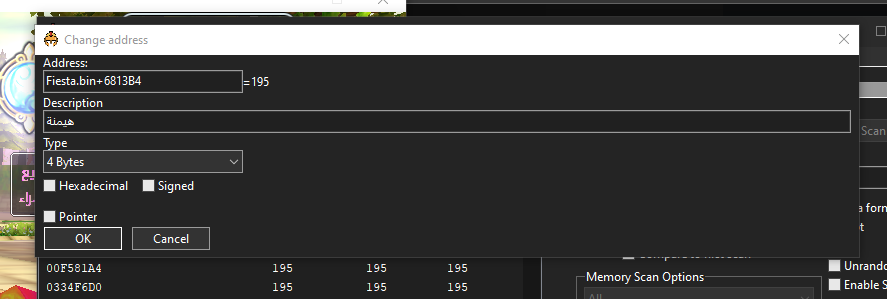 Change address
Address:
Fiesta.bin+6813B4 =195
Description
هيمنة
Type
4 Bytes
Scan
Hexadecimal Signed
Pointer
OK Cancel
00F581A4 195 195 195
0334F6D0 195 195 195
Memory Scan Options
All
Unrando
Enable S